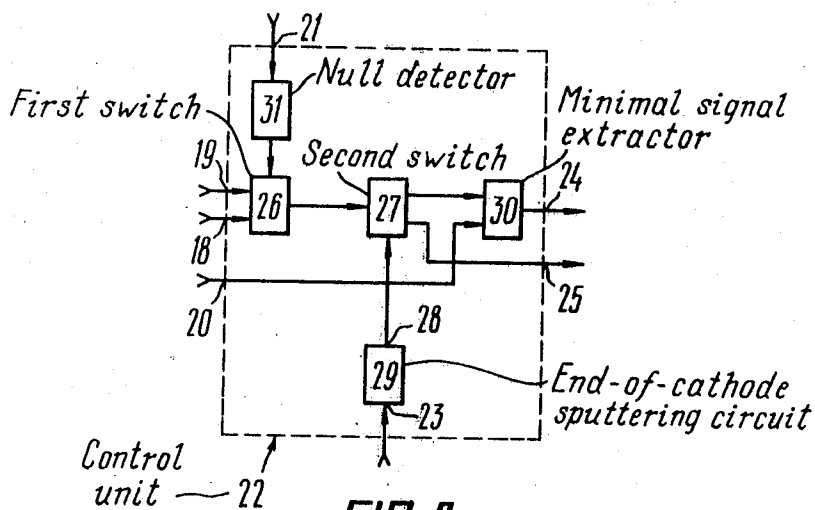 21
Null detector
31
First switch
Minimal signal
extractor
Second switch
19
26
27
30
24
18
20
25
28
29
End-of-cathode
sputtering circuit
23
Control
unit
22